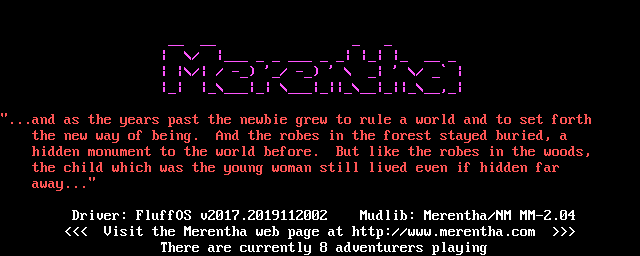 Merentha
"...and as the years past the newbie grew to rule a world and to set forth
the new way of being.  And the robes in the forest stayed buried, a
hidden monument to the world before.  But like the robes in the woods,
the child which was the young woman still lived even if hidden far
away..."
Driver: FluffOS v2017.2019112002    Mudlib: Merentha/NM MM-2.04
<<<  Visit the Merentha web page at http://www.merentha.com  >>>
There are currently 8 adventurers playing